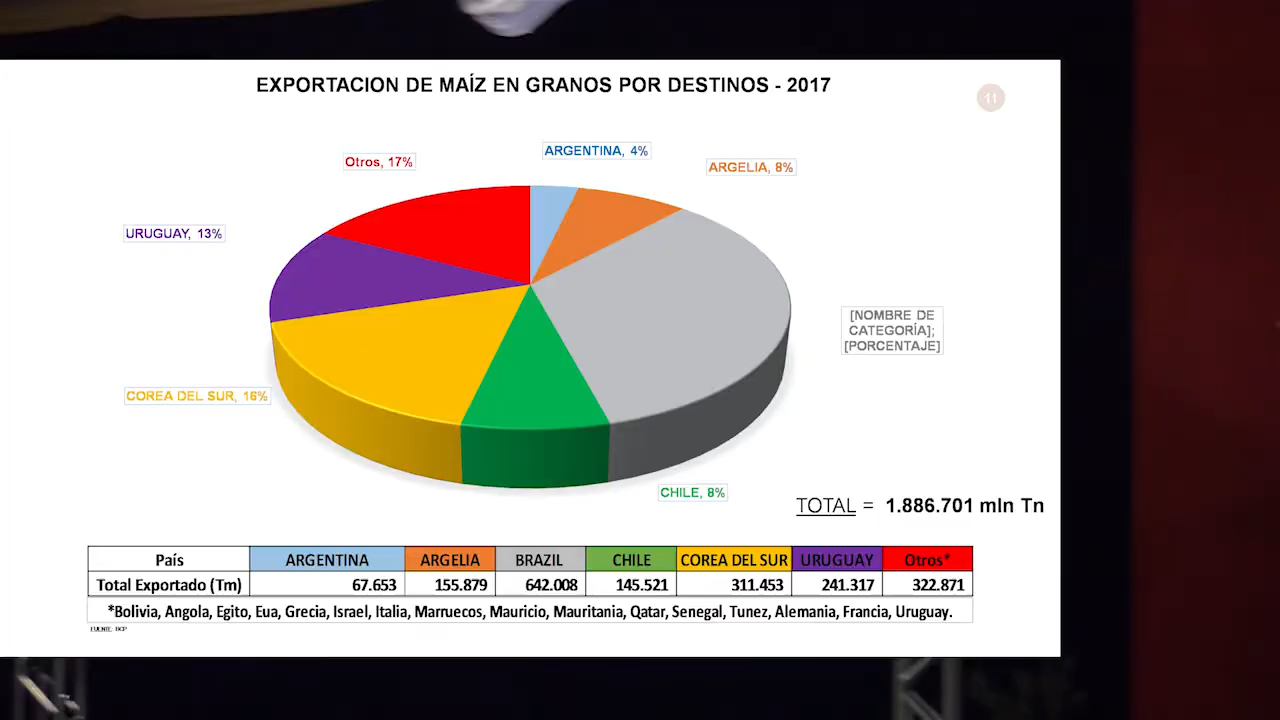 EXPORTACION DE MAÍZ EN GRANOS POR DESTINOS - 2017
11
Otros, 17%
ARGENTINA, 4%
ARGELIA, 8%
URUGUAY, 13%
[NOMBRE DE
CATEGORÍA];
[PORCENTAJE]
COREA DEL SUR, 16%
CHILE, 8%
TOTAL = 1.886.701 mln Tn
País ARGENTINA ARGELIA BRAZIL CHILE COREA DEL SUR URUGUAY Otros*
Total Exportado (Tm) 67.653 155.879 642.008 145.521 311.453 241.317 322.871
*Bolivia, Angola, Egito, Eua, Grecia, Israel, Italia, Marruecos, Mauricio, Mauritania, Qatar, Senegal, Tunez, Alemania, Francia, Uruguay.
FUENTE: BCP